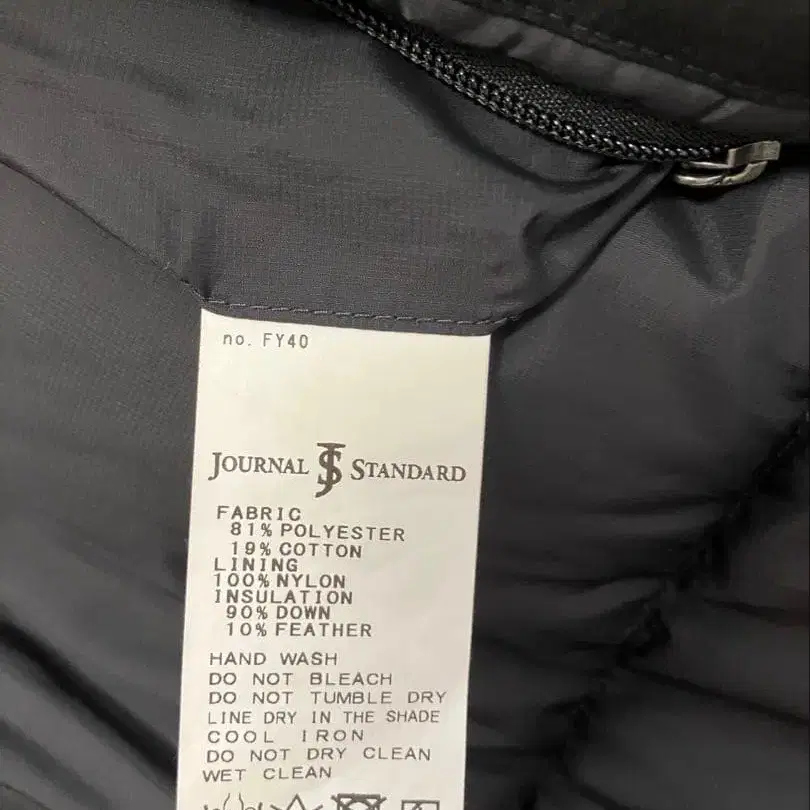 no. FY40
JOURNAL JS STANDARD
FABRIC
81% POLYESTER
19% COTTON
LINING
100% NYLON
INSULATION
90% DOWN
10% FEATHER
HAND WASH
DO NOT BLEACH
DO NOT TUMBLE DRY
LINE DRY IN THE SHADE
COOL IRON
DO NOT DRY CLEAN
WET CLEAN